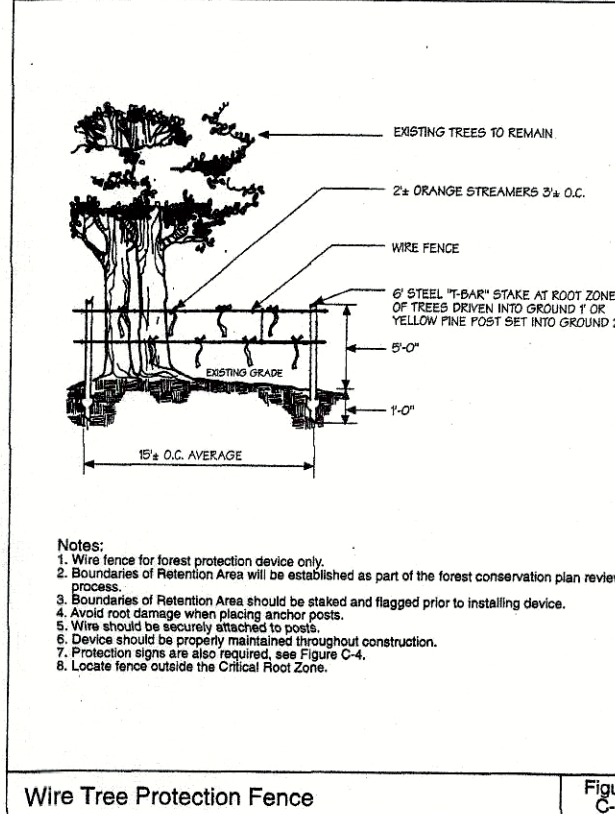 EXISTING TREES TO REMAIN
2'± ORANGE STREAMERS 3'± O.C.
WIRE FENCE
6' STEEL "T-BAR" STAKE AT ROOT ZONE
OF TREES DRIVEN INTO GROUND 1' OR
YELLOW PINE POST SET INTO GROUND
5'-0"
EXISTING GRADE
1'-0"
15'± O.C. AVERAGE
Notes:
1. Wire fence for forest protection device only.
2. Boundaries of Retention Area will be established as part of the forest conservation plan
process.
3. Boundaries of Retention Area should be staked and flagged prior to installing device.
4. Avoid root damage when placing anchor posts.
5. Wire should be securely attached to posts.
6. Device should be properly maintained throughout construction.
7. Protection signs are also required, see Figure C-4.
8. Locate fence outside the Critical Root Zone.
Wire Tree Protection Fence